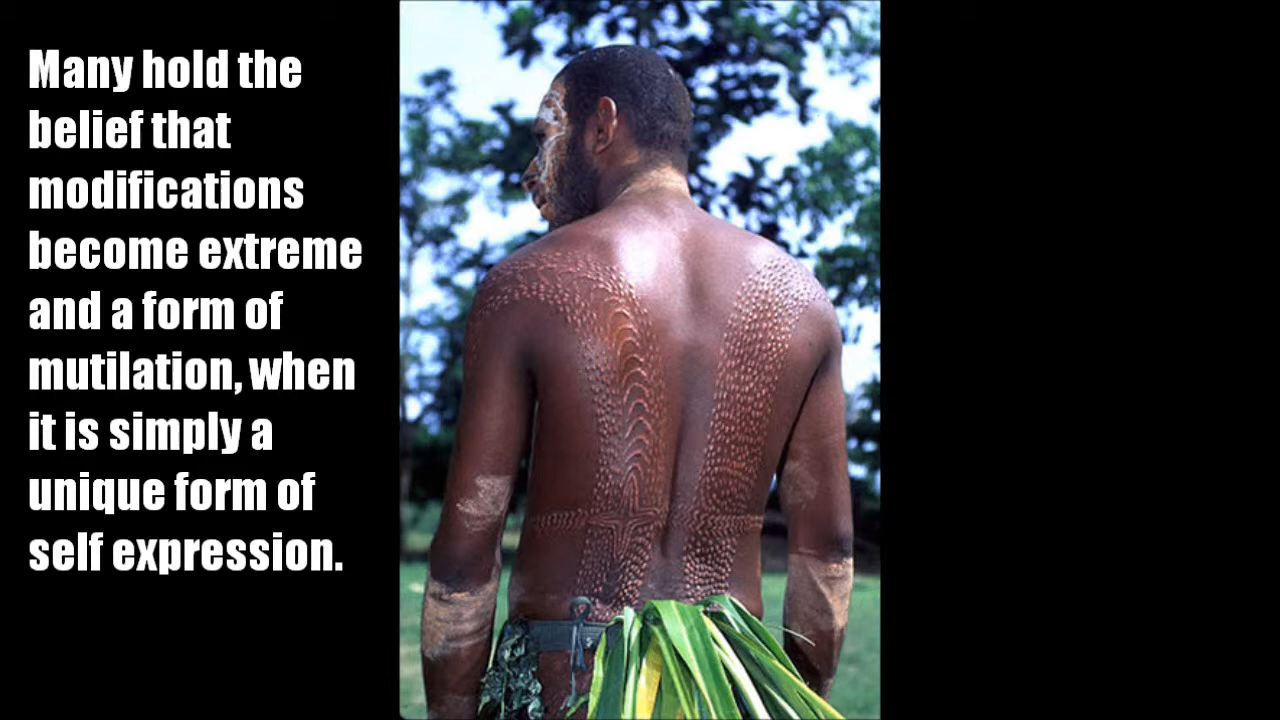 Many hold the
belief that
modifications
become extreme
and a form of
mutilation, when
it is simply a
unique form of
self expression.